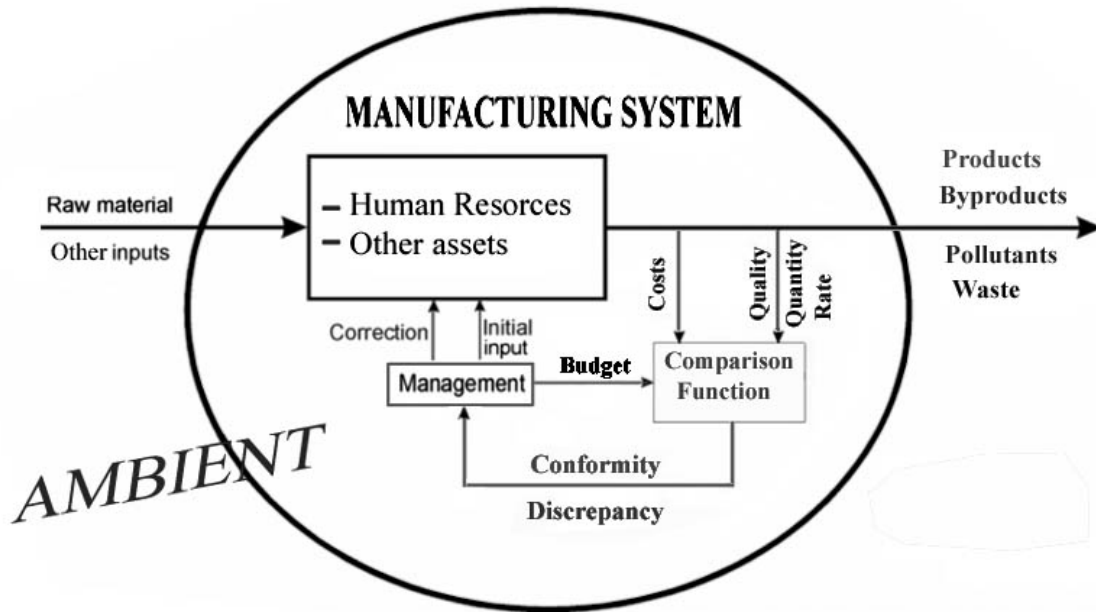 MANUFACTURING SYSTEM
Products
Byproducts
Raw material
Other inputs
– Human Resorces
– Other assets
Pollutants
Waste
Costs
Quality
Quantity
Rate
Correction
Initial
input
Management
Budget
Comparison
Function
Conformity
Discrepancy
AMBIENT